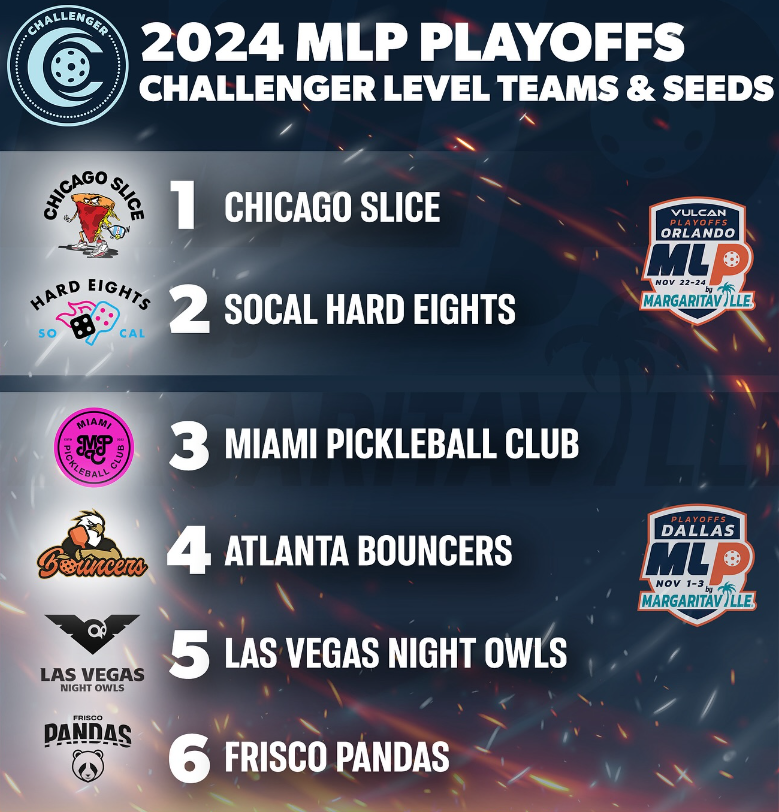 CHALLENGER
2024 MLP PLAYOFFS
CHALLENGER LEVEL TEAMS & SEEDS
CHICAGO SLICE
1 CHICAGO SLICE
VULCAN
PLAYOFFS
ORLANDO
MLP
NOV 22-24
by
MARGARITAVILLE
HARD EIGHTS
SO CAL
2 SOCAL HARD EIGHTS
MARGARITAVILLE
MIAMI
MPC
PICKLEBALL CLUB
3 MIAMI PICKLEBALL CLUB
Bouncers
4 ATLANTA BOUNCERS
PLAYOFFS
DALLAS
MLP
NOV 1-3
by
MARGARITAVILLE
LAS VEGAS
NIGHT OWLS
5 LAS VEGAS NIGHT OWLS
FRISCO
PANDAS
6 FRISCO PANDAS